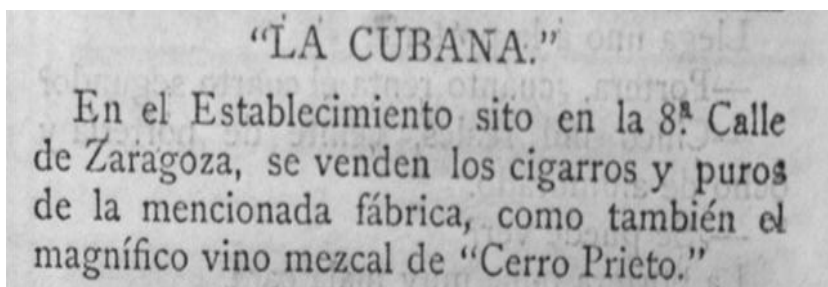 “LA CUBANA.”
En el Establecimiento sito en la 8ª. Calle
de Zaragoza, se venden los cigarros y puros
de la mencionada fábrica, como también el
magnífico vino mezcal de “Cerro Prieto.”